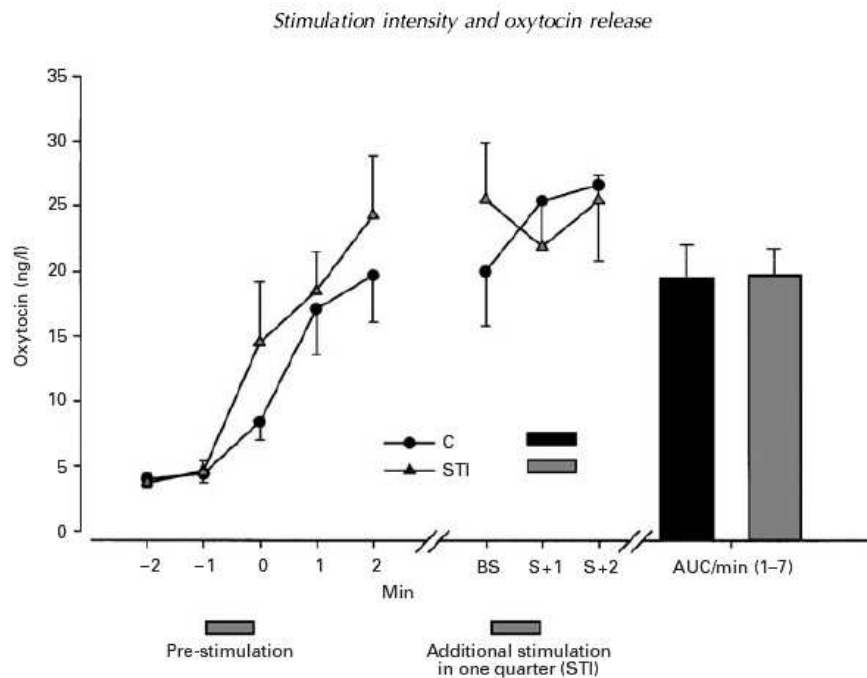 Stimulation intensity and oxytocin release
35
30
25
20
15
10
5
0
Oxytocin (ng/l)
C
STI
−2 −1 0 1 2 BS S+1 S+2 AUC/min (1–7)
Min
Pre-stimulation
Additional stimulation
in one quarter (STI)